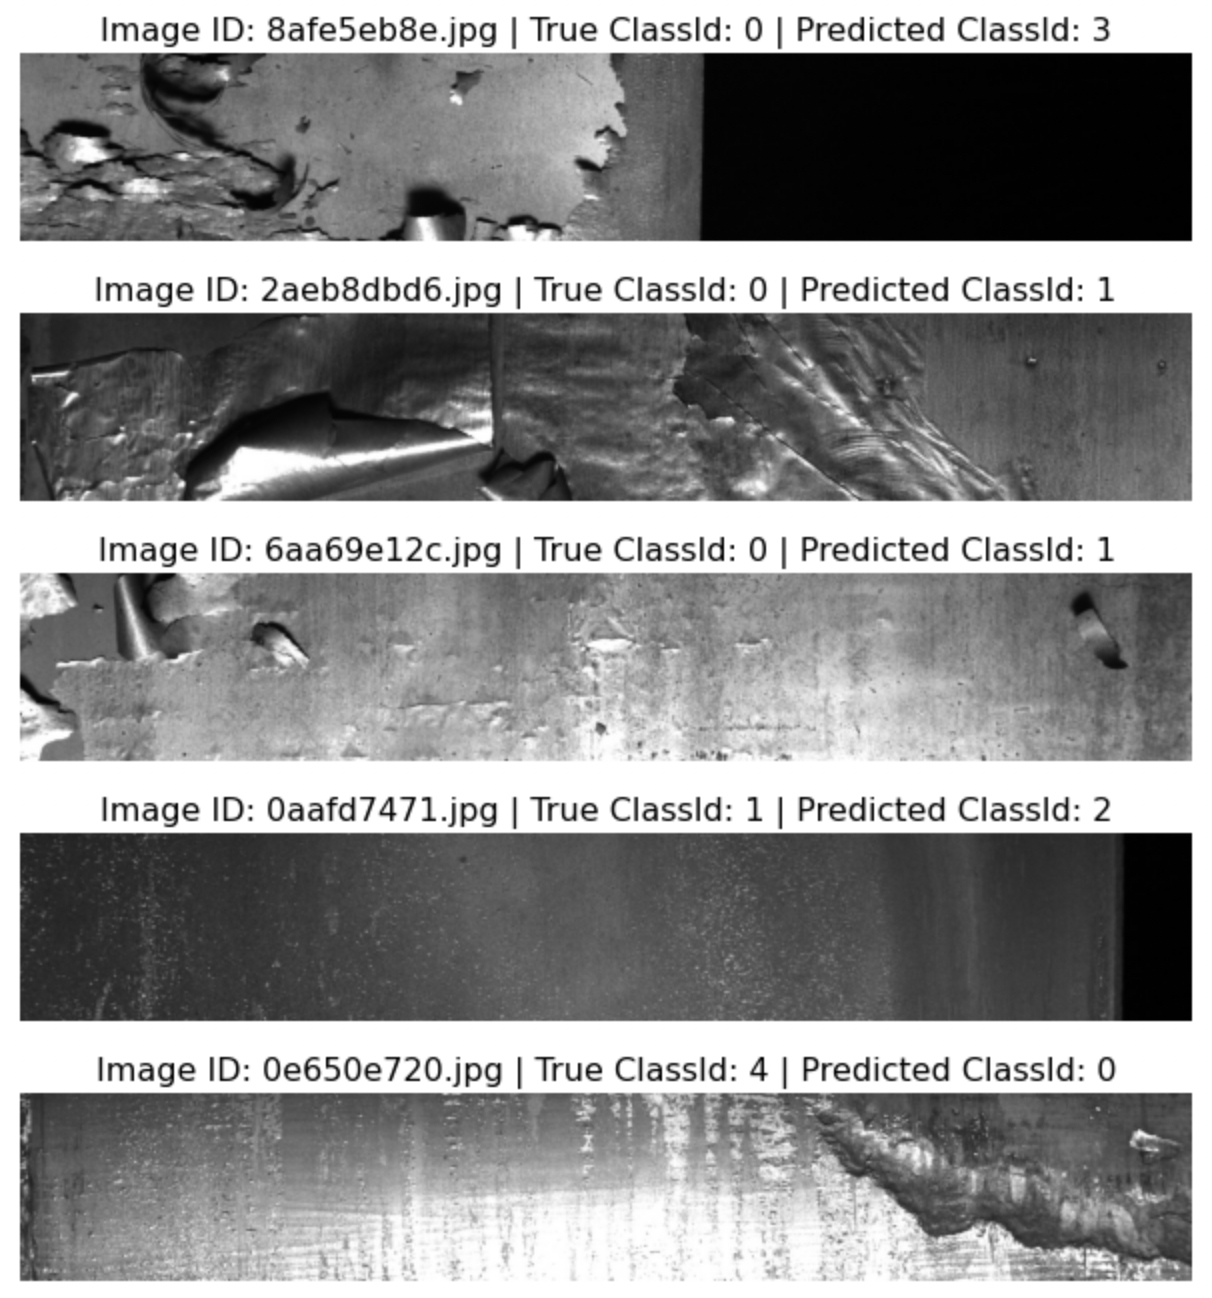 Image ID: 8afe5eb8e.jpg | True ClassId: 0 | Predicted ClassId: 3
Image ID: 2aeb8dbd6.jpg | True ClassId: 0 | Predicted ClassId: 1
Image ID: 6aa69e12c.jpg | True ClassId: 0 | Predicted ClassId: 1
Image ID: 0aafd7471.jpg | True ClassId: 1 | Predicted ClassId: 2
Image ID: 0e650e720.jpg | True ClassId: 4 | Predicted ClassId: 0